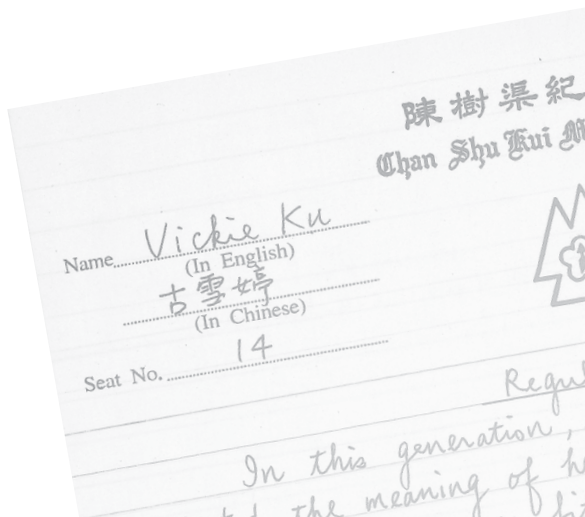 陳樹渠紀
Chan Shu Kui M
Name Vickie Ku
(In English)
古雪婷
(In Chinese)
Seat No. 14
Regul
In this generation,
the meaning of he